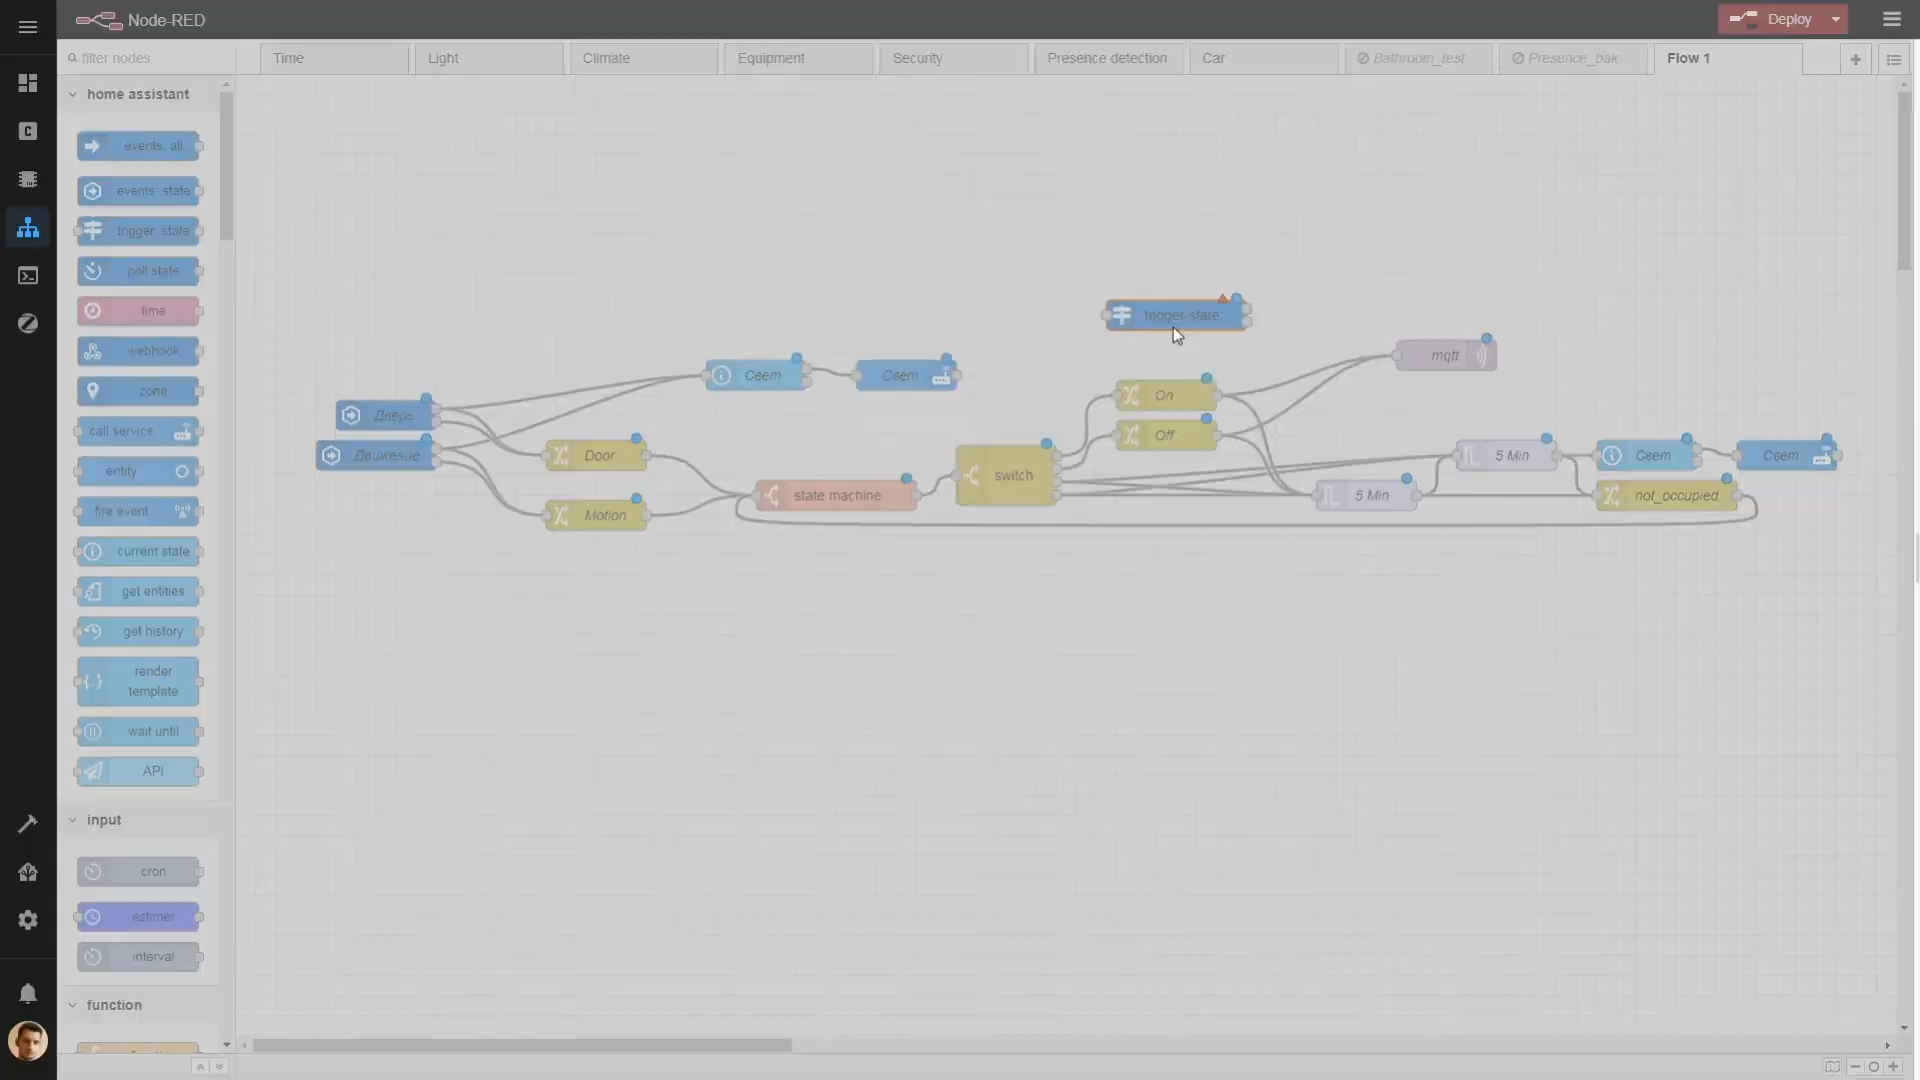 Node-RED
Deploy
filter nodes
Time
Light
Climate
Equipment
Security
Presence detection
Car
Bathroom_test
Presence_bak
Flow 1
home assistant
events: all
events: state
trigger: state
poll state
time
webhook
zone
call service
entity
fire event
current state
get entities
get history
render
template
wait until
API
input
cron
eztimer
interval
function
trigger-state
mqtt
Свет
Свет
On
Дверь
Off
Движение
Door
5 Min
Свет
Свет
switch
state machine
5 Min
not_occupied
Motion